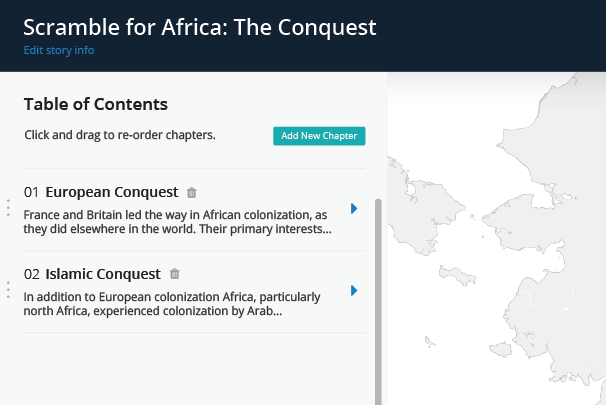 Scramble for Africa: The Conquest
Edit story info
Table of Contents
Click and drag to re-order chapters.
Add New Chapter
01 European Conquest
France and Britain led the way in African colonization, as
they did elsewhere in the world. Their primary interests...
02 Islamic Conquest
In addition to European colonization Africa, particularly
north Africa, experienced colonization by Arab...